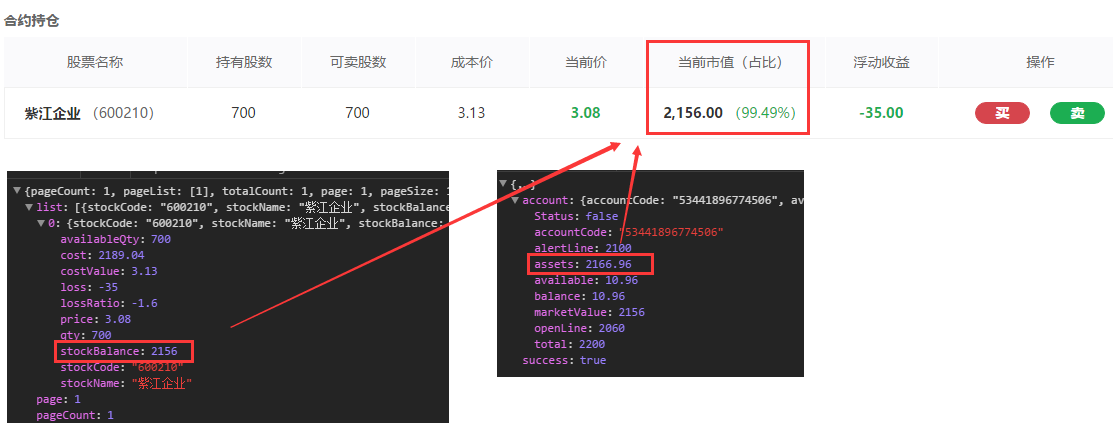 合约持仓
股票名称 持有股数 可卖股数 成本价 当前价 当前市值（占比） 浮动收益 操作
紫江企业 （600210） 700 700 3.13 3.08 2,156.00 （99.49%） -35.00 买 卖
▼{pageCount: 1, pageList: [1], totalCount: 1, page: 1, pageSize: 1
▼list: [{stockCode: "600210", stockName: "紫江企业", stockBalanc
▼0: {stockCode: "600210", stockName: "紫江企业", stockBalance:
availableQty: 700
cost: 2189.04
costValue: 3.13
loss: -35
lossRatio: -1.6
price: 3.08
qty: 700
stockBalance: 2156
stockCode: "600210"
stockName: "紫江企业"
page: 1
pageCount: 1
▼{,…}
▼account: {accountCode: "53441896774506", av
Status: false
accountCode: "53441896774506"
alertLine: 2100
assets: 2166.96
available: 10.96
balance: 10.96
marketValue: 2156
openLine: 2060
total: 2200
success: true